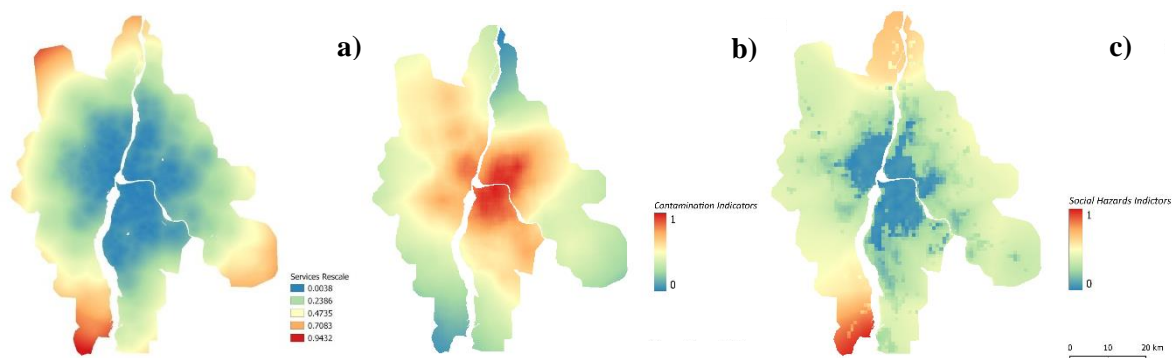 a)
b)
c)
Services Rescale
0.0038
0.2386
0.4735
0.7083
0.9432
Contamination Indicators
1
0
Social Hazards Indictors
1
0
0 10 20 km